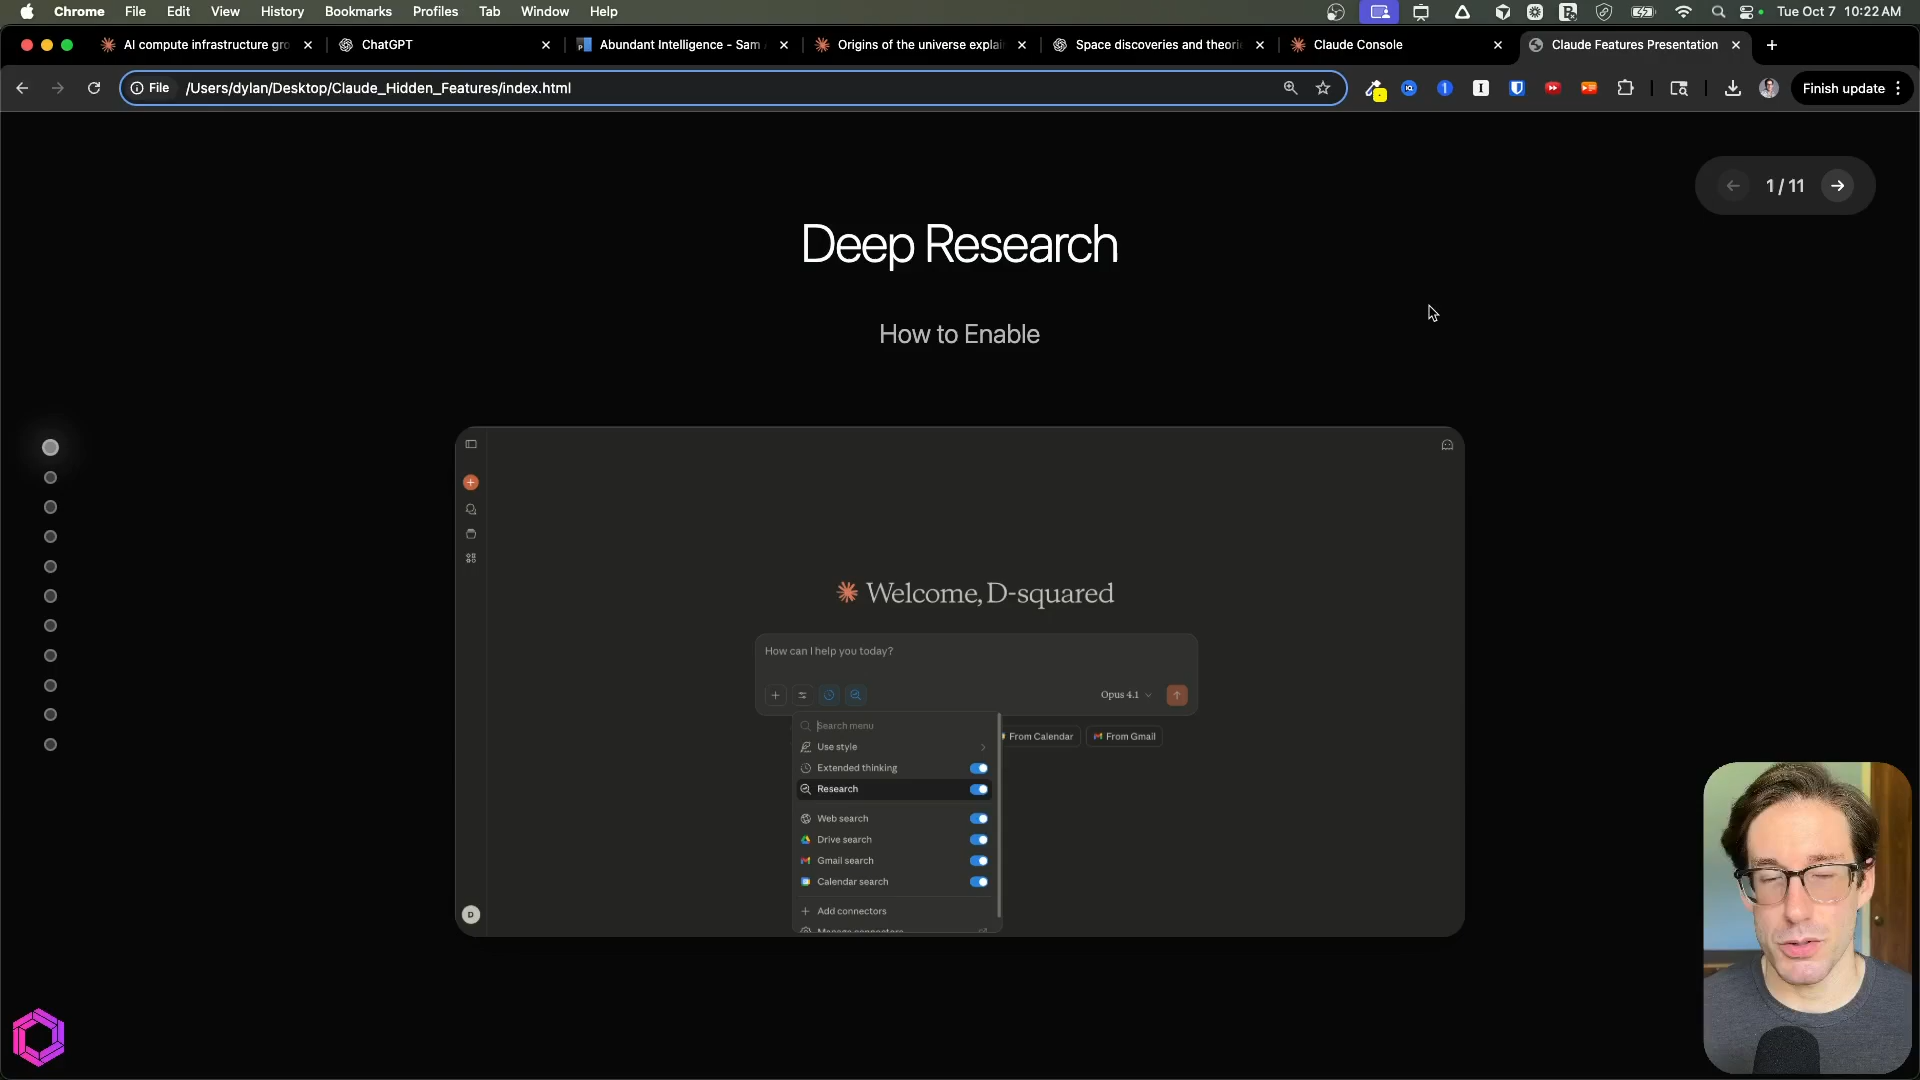 Chrome File Edit View History Bookmarks Profiles Tab Window Help Tue Oct 7 10:22 AM
AI compute infrastructure gro ChatGPT Abundant Intelligence - Sam Origins of the universe explai Space discoveries and theori Claude Console Claude Features Presentation
File /Users/dylan/Desktop/Claude_Hidden_Features/index.html Finish update
1 / 11
Deep Research
How to Enable
Welcome, D-squared
How can I help you today?
Opus 4.1
Search menu
From Calendar From Gmail
Use style
Extended thinking
Research
Web search
Drive search
Gmail search
Calendar search
Add connectors
Manage connectors
D